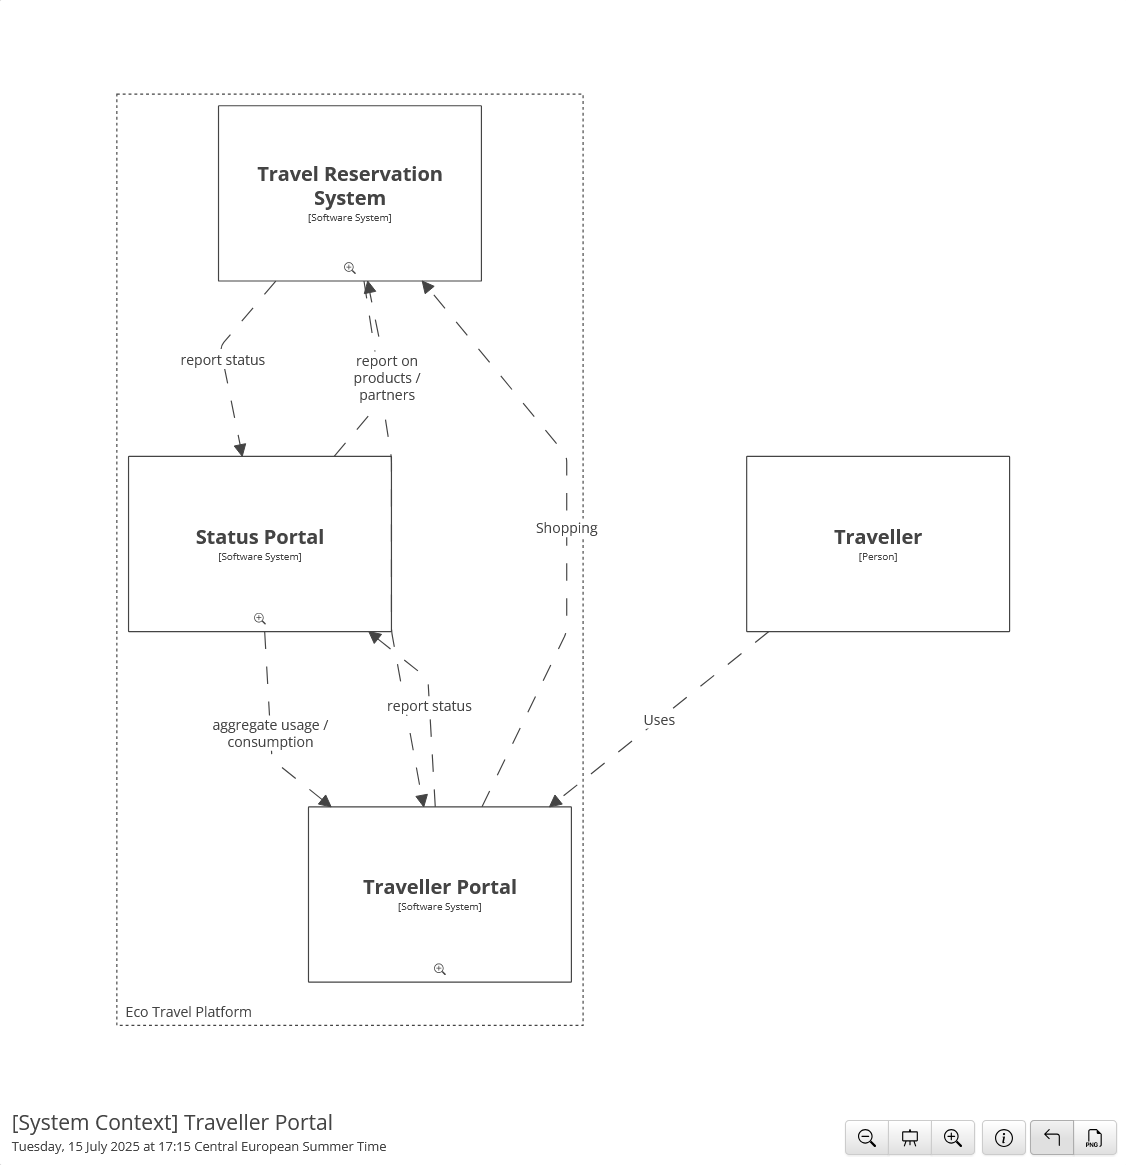 Travel Reservation
System
[Software System]
report status
report on
products /
partners
Shopping
Status Portal
[Software System]
Traveller
[Person]
report status
Uses
aggregate usage /
consumption
Traveller Portal
[Software System]
Eco Travel Platform
[System Context] Traveller Portal
Tuesday, 15 July 2025 at 17:15 Central European Summer Time
PNG